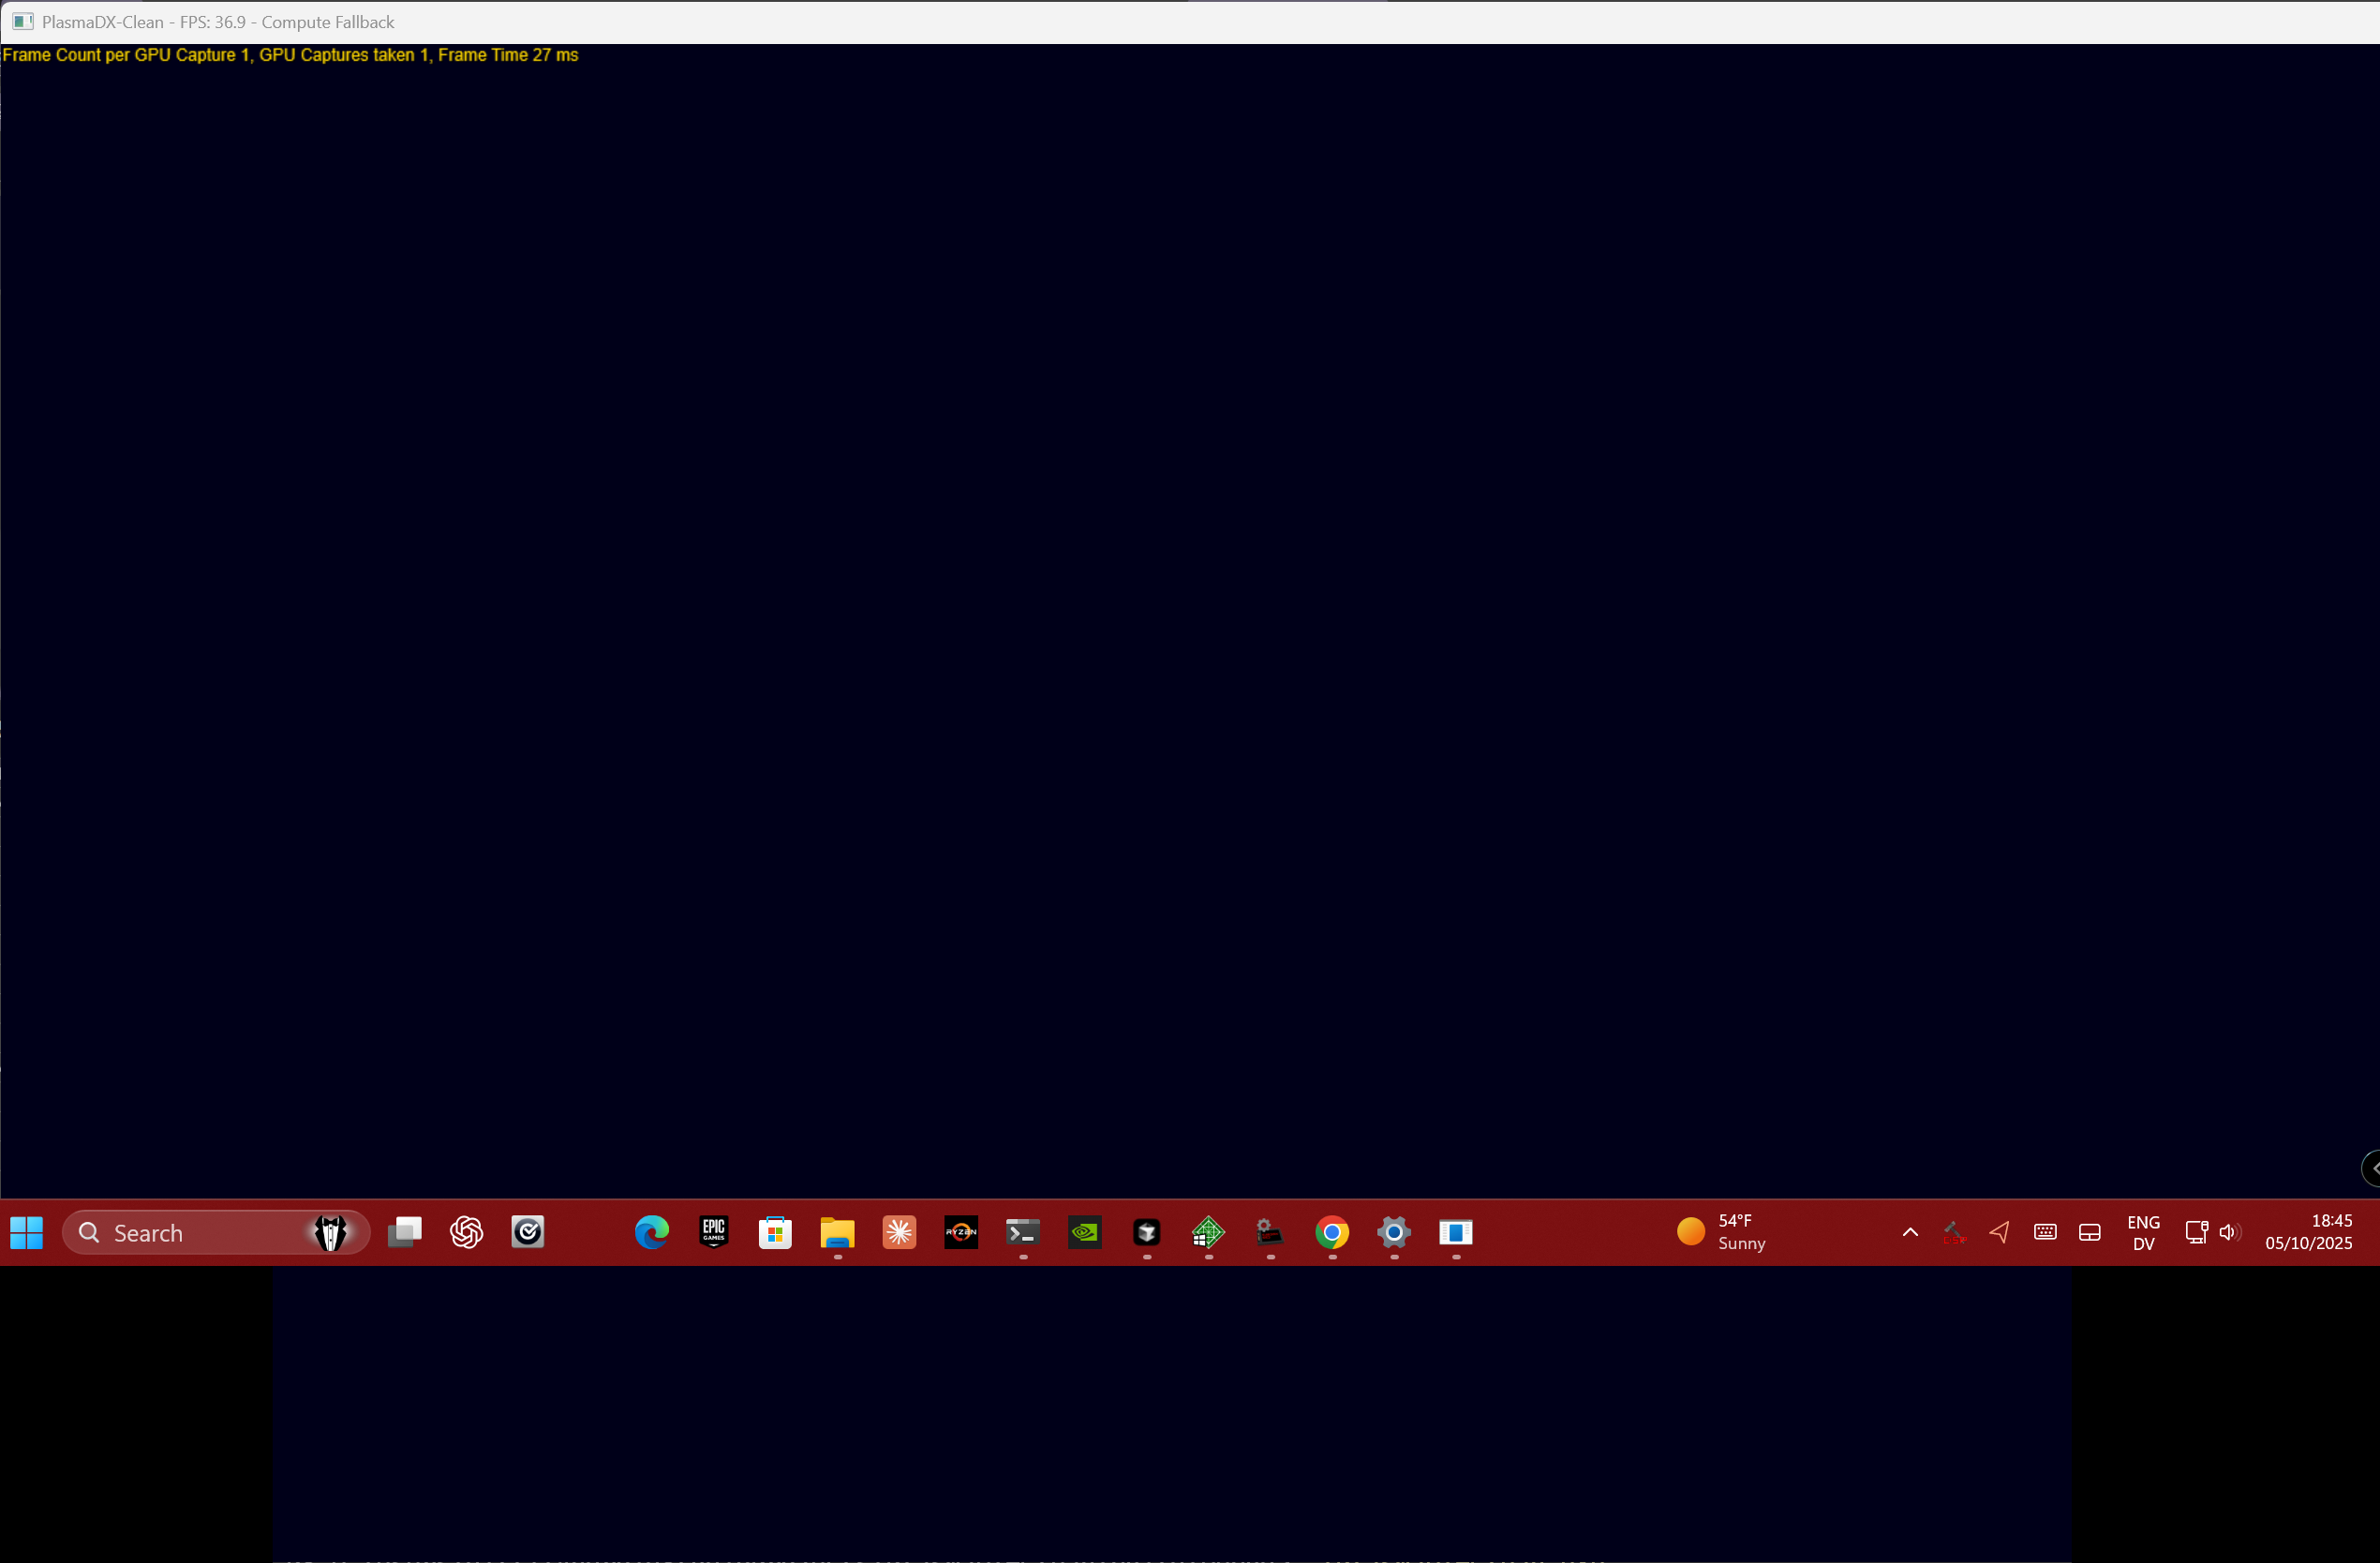 PlasmaDX-Clean - FPS: 36.9 - Compute Fallback
Frame Count per GPU Capture 1, GPU Captures taken 1, Frame Time 27 ms
Search
EPIC
GAMES
RYZEN
54°F
Sunny
ENG
DV
18:45
05/10/2025